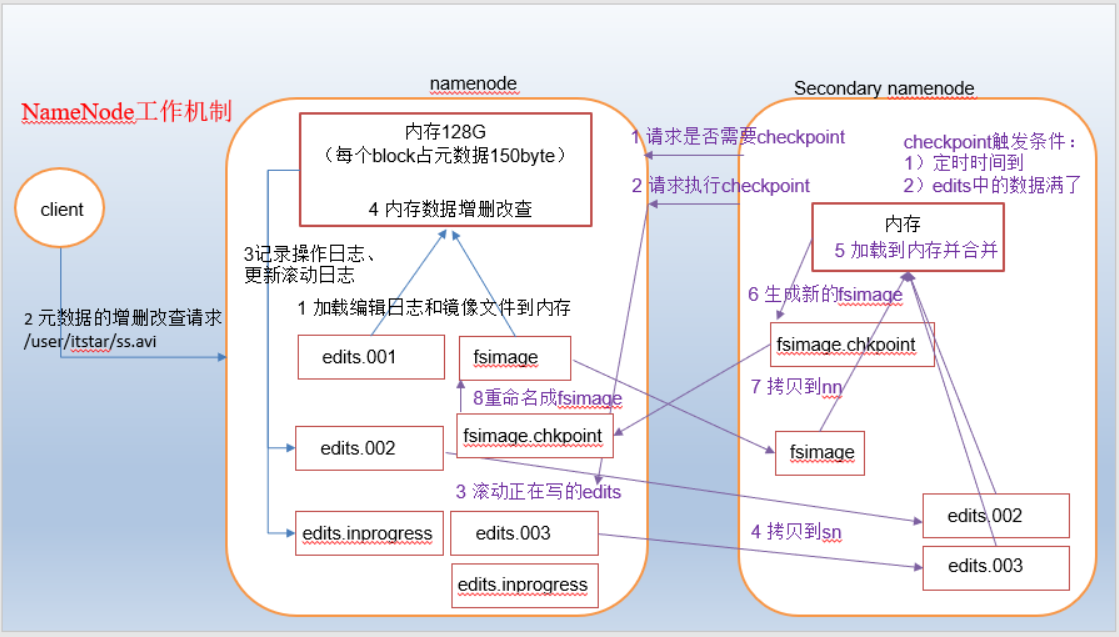 namenode
Secondary namenode
NameNode工作机制
内存128G
（每个block占元数据150byte）
4 内存数据增删改查
1 请求是否需要checkpoint
2 请求执行checkpoint
checkpoint触发条件：
1）定时时间到
2）edits中的数据满了
client
内存
5 加载到内存并合并
3记录操作日志、
更新滚动日志
1 加载编辑日志和镜像文件到内存
6 生成新的fsimage
2 元数据的增删改查请求
/user/itstar/ss.avi
edits.001
fsimage
fsimage.chkpoint
8重命名成fsimage
7 拷贝到nn
edits.002
fsimage.chkpoint
fsimage
3 滚动正在写的edits
edits.002
edits.inprogress
edits.003
4 拷贝到sn
edits.003
edits.inprogress